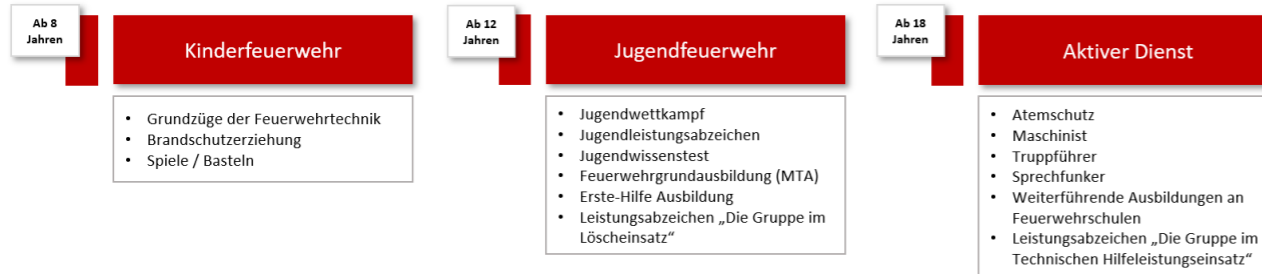 Ab 8
Jahren
Kinderfeuerwehr
• Grundzüge der Feuerwehrtechnik
• Brandschutzerziehung
• Spiele / Basteln
Ab 12
Jahren
Jugendfeuerwehr
• Jugendwettkampf
• Jugendleistungsabzeichen
• Jugendwissenstest
• Feuerwehrgrundausbildung (MTA)
• Erste-Hilfe Ausbildung
• Leistungsabzeichen „Die Gruppe im
Löscheinsatz“
Ab 18
Jahren
Aktiver Dienst
• Atemschutz
• Maschinist
• Truppführer
• Sprechfunker
• Weiterführende Ausbildungen an
Feuerwehrschulen
• Leistungsabzeichen „Die Gruppe im
Technischen Hilfeleistungseinsatz“